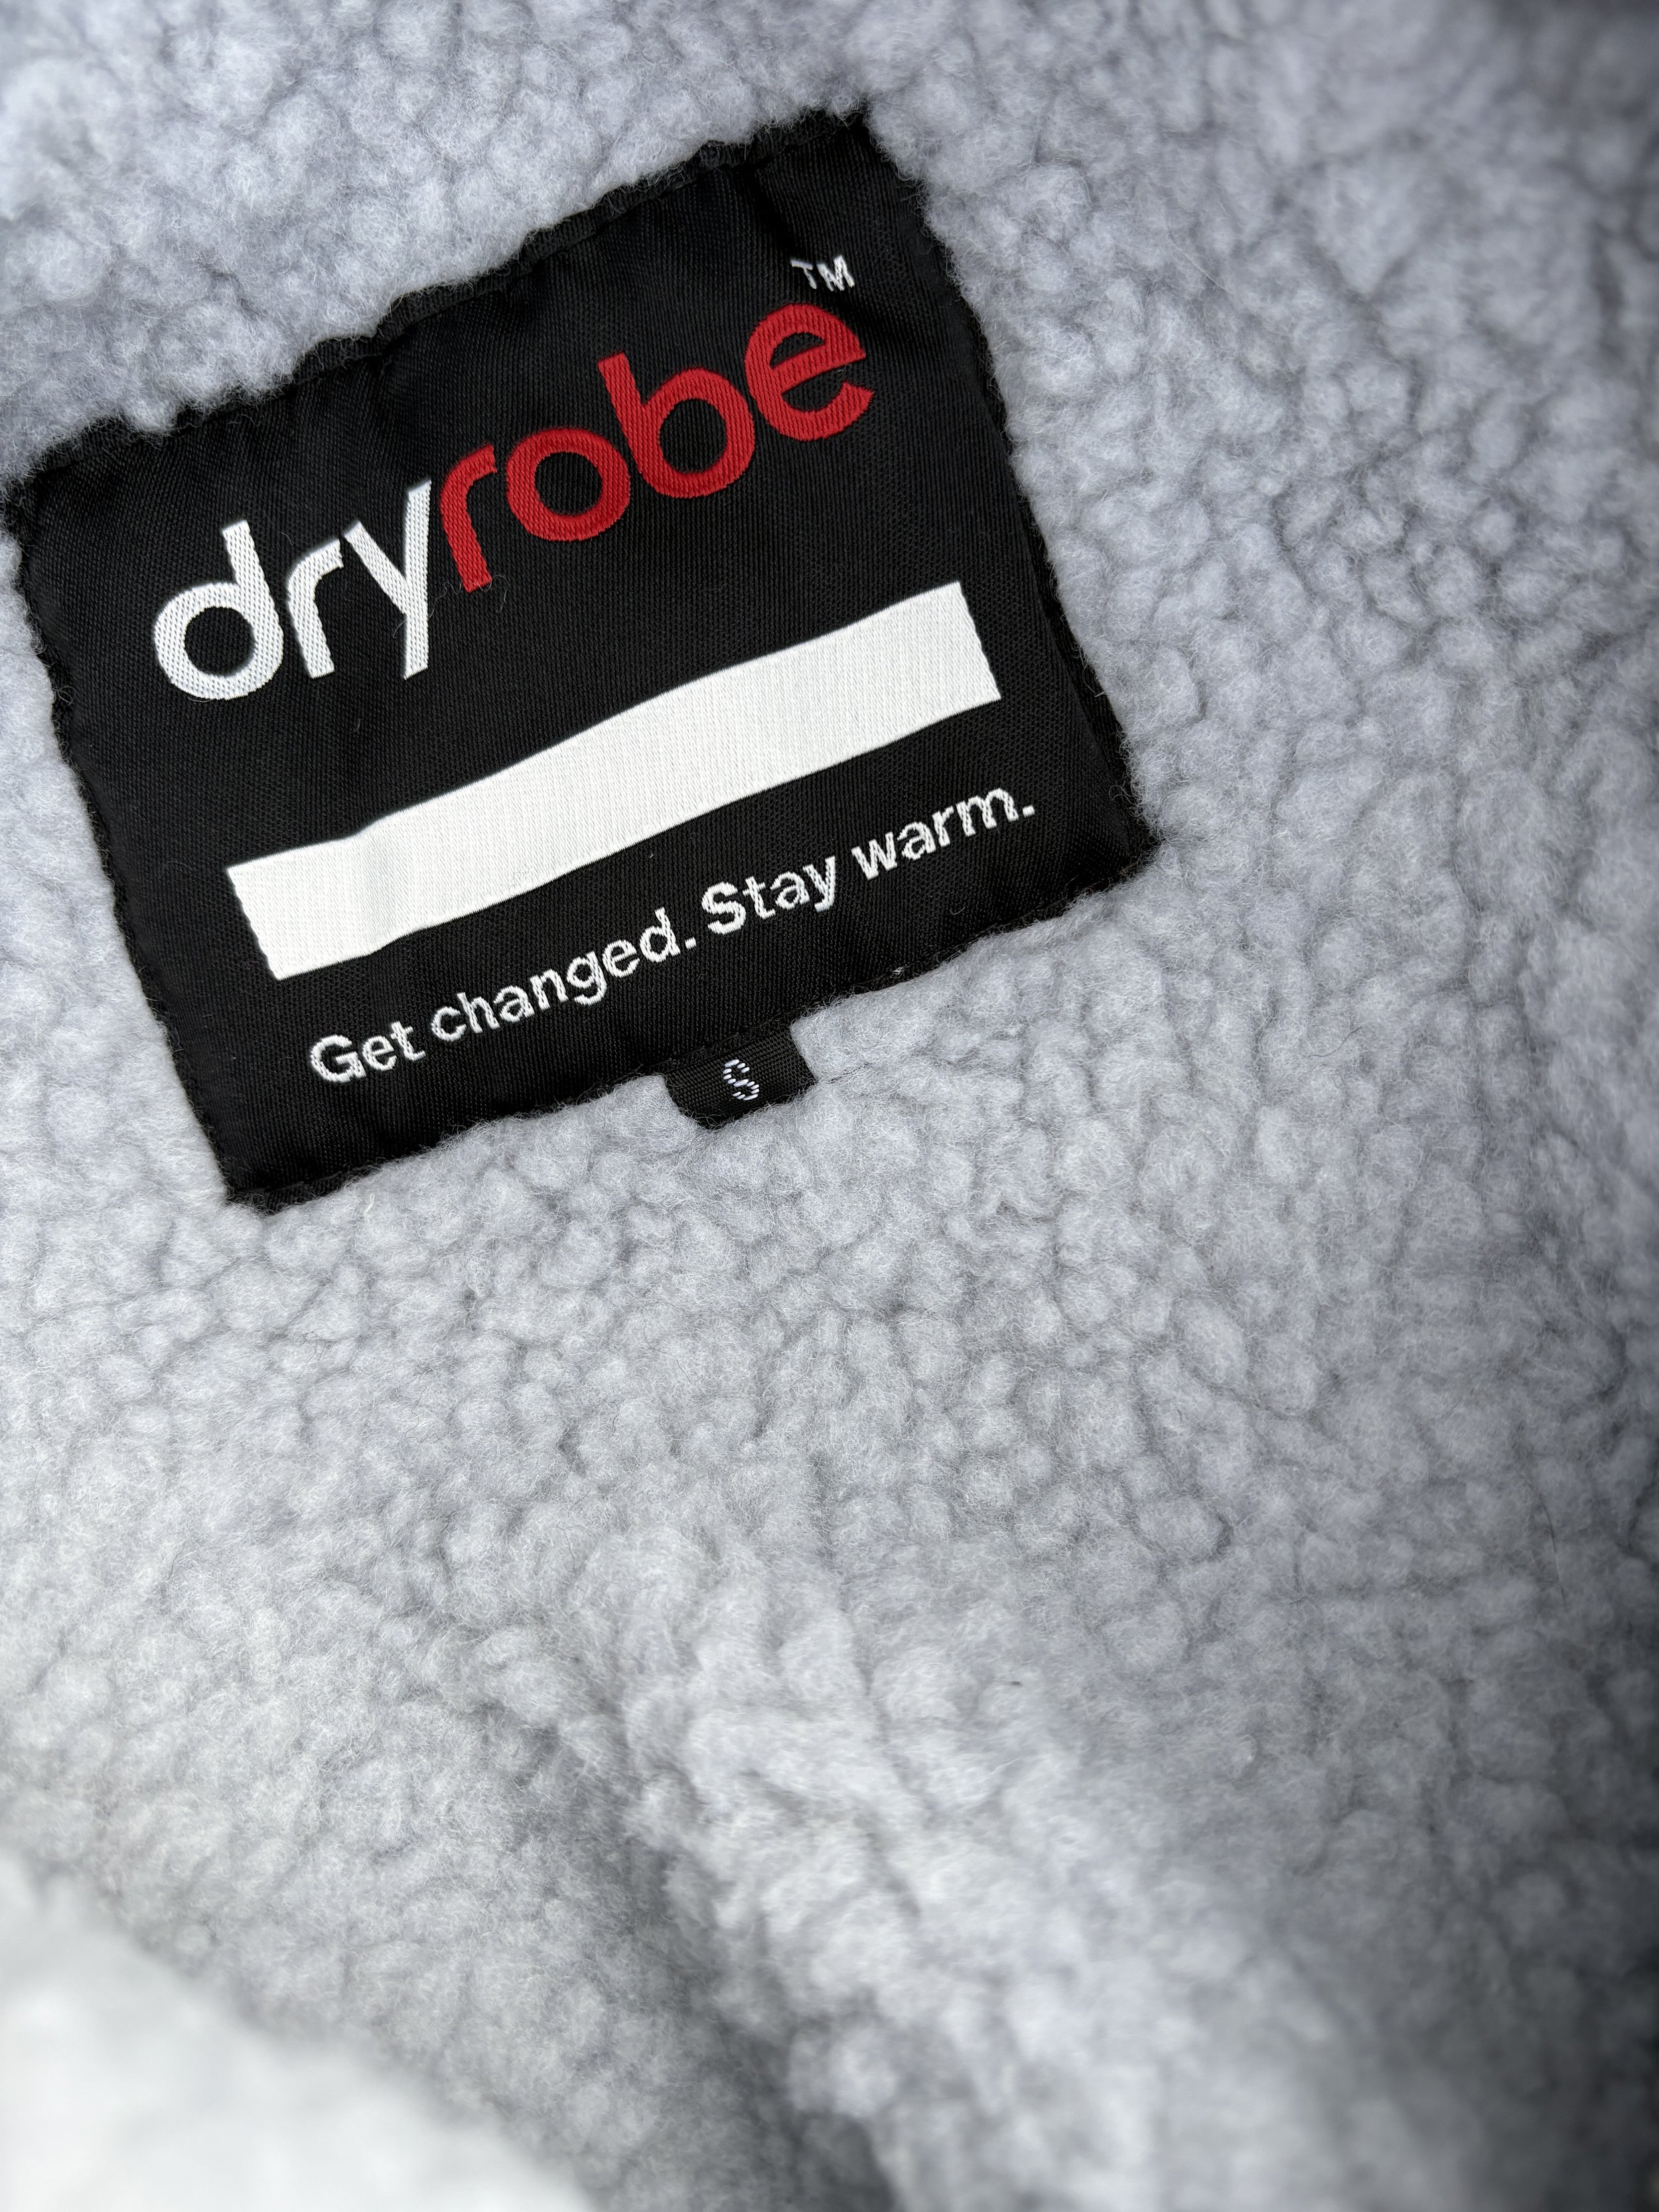 dryrobe™
Get changed. Stay warm.
S